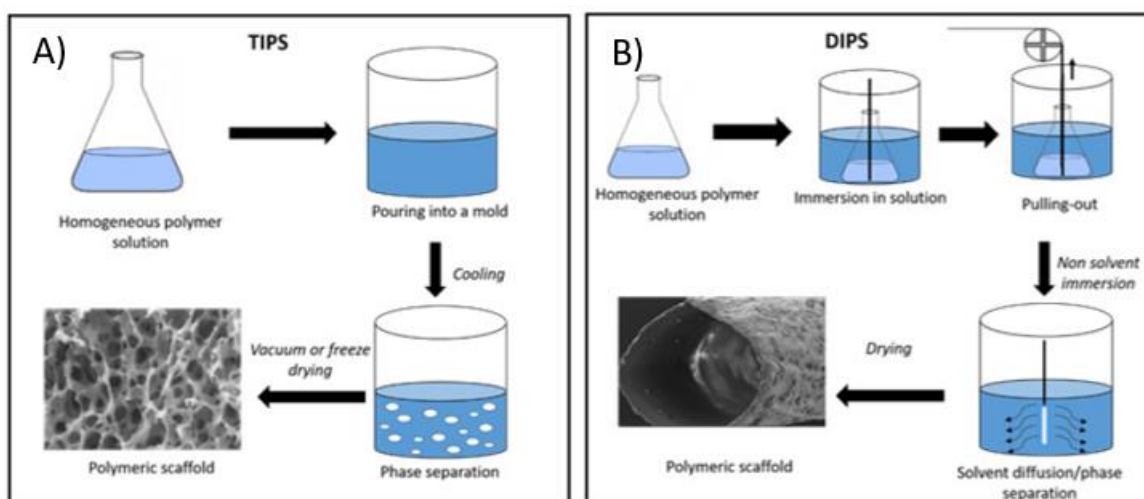 A)
TIPS
Homogeneous polymer
solution
Pouring into a mold
Cooling
Phase separation
Vacuum or freeze
drying
Polymeric scaffold
B)
DIPS
Homogeneous polymer
solution
Immersion in solution
Pulling-out
Non solvent
immersion
Solvent diffusion/phase
separation
Drying
Polymeric scaffold